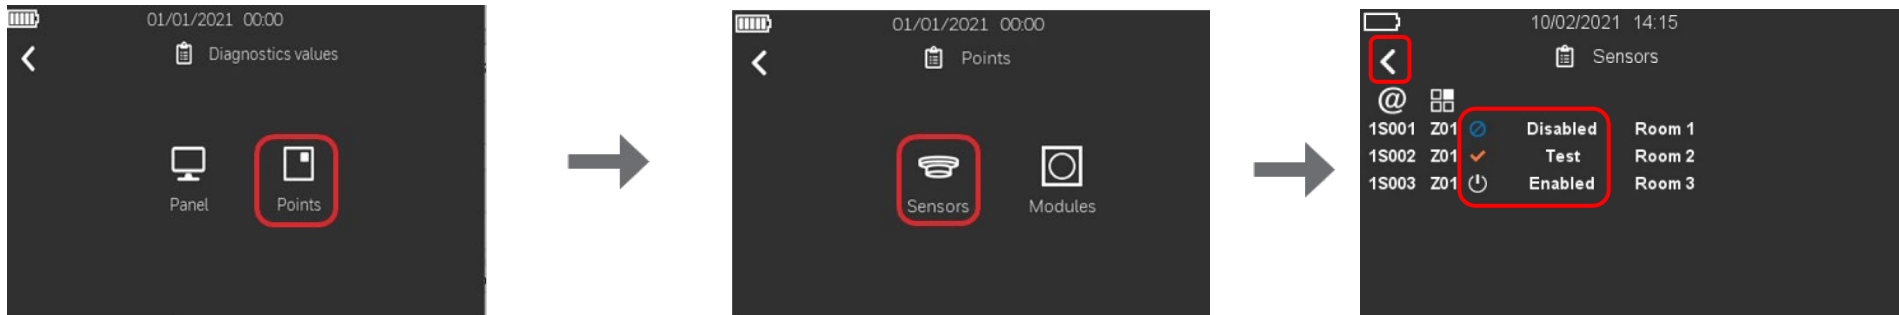 01/01/2021 00:00
Diagnostics values
Panel
Points
01/01/2021 00:00
Points
Sensors
Modules
10/02/2021 14:15
Sensors
@
1S001 Z01 Disabled Room 1
1S002 Z01 Test Room 2
1S003 Z01 Enabled Room 3